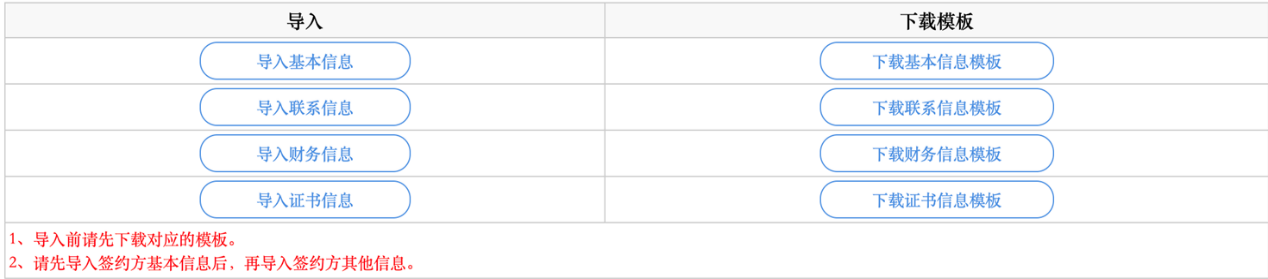 导入 下载模板
导入基本信息 下载基本信息模板
导入联系信息 下载联系信息模板
导入财务信息 下载财务信息模板
导入证书信息 下载证书信息模板
1、导入前请先下载对应的模板。
2、请先导入签约方基本信息后，再导入签约方其他信息。